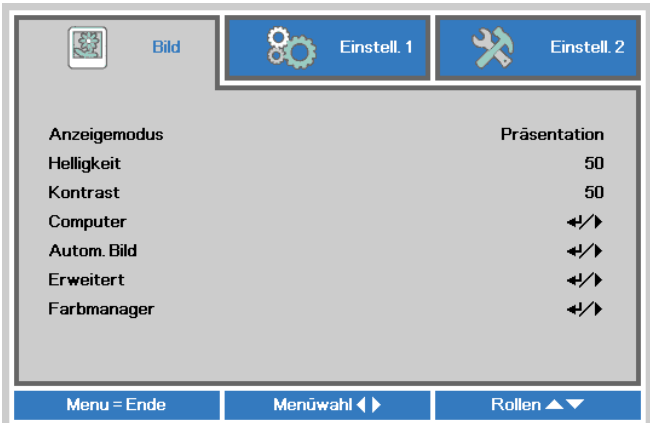 Bild Einstell. 1 Einstell. 2
Anzeigemodus Präsentation
Helligkeit 50
Kontrast 50
Computer ↵/▶
Autom. Bild ↵/▶
Erweitert ↵/▶
Farbmanager ↵/▶
Menu = Ende Menüwahl ◀ ▶ Rollen ▲▼